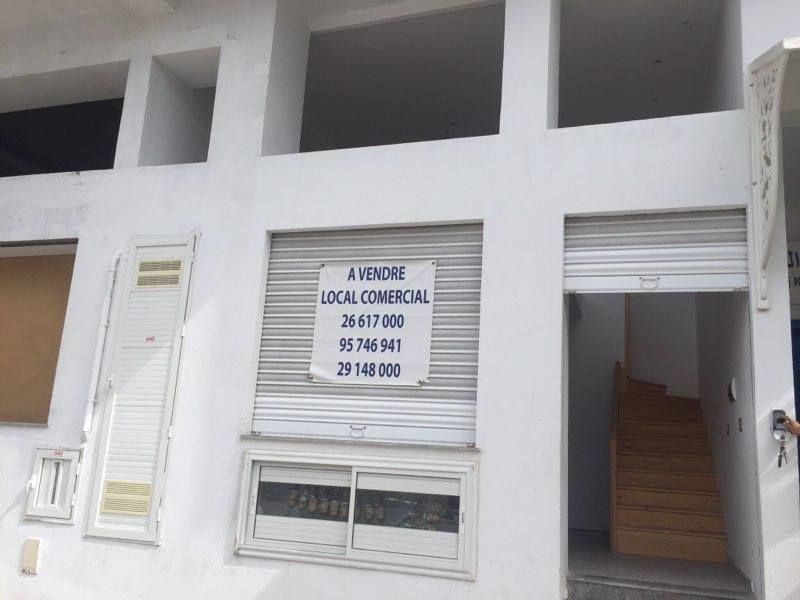 A VENDRE
LOCAL COMERCIAL
26 617 000
95 746 941
29 148 000